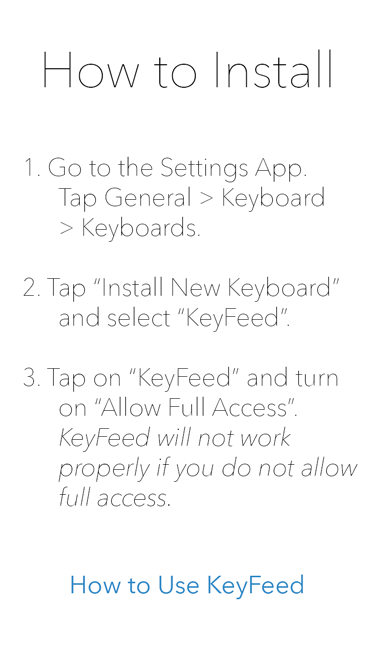 How to Install
1. Go to the Settings App.
Tap General > Keyboard
> Keyboards.
2. Tap “Install New Keyboard”
and select “KeyFeed”.
3. Tap on “KeyFeed” and turn
on “Allow Full Access”.
KeyFeed will not work
properly if you do not allow
full access.
How to Use KeyFeed